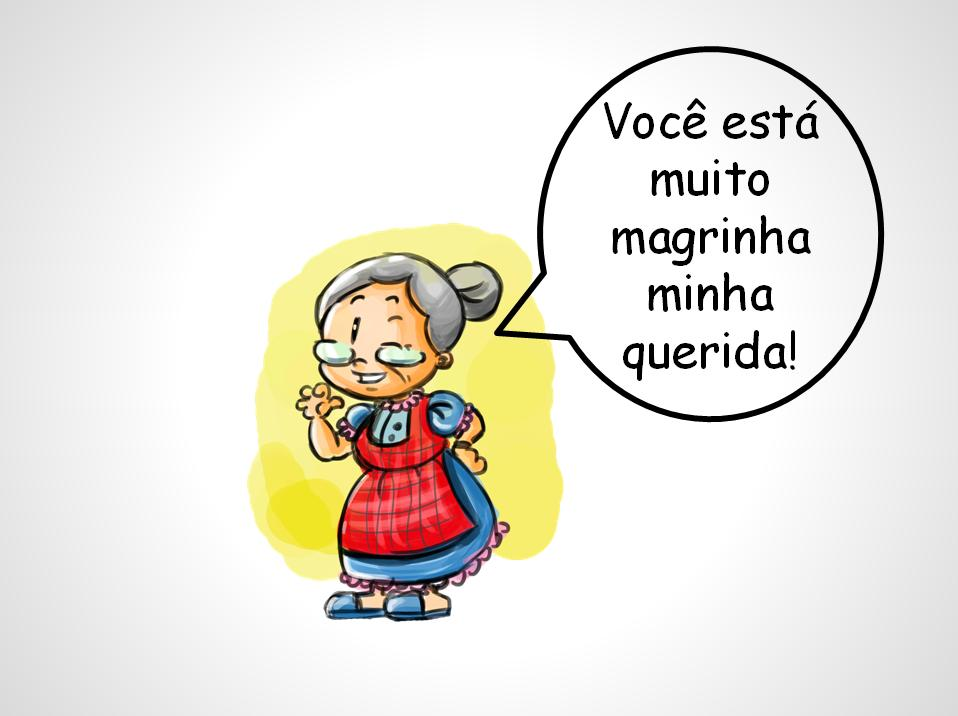 Você está
muito
magrinha
minha
querida!